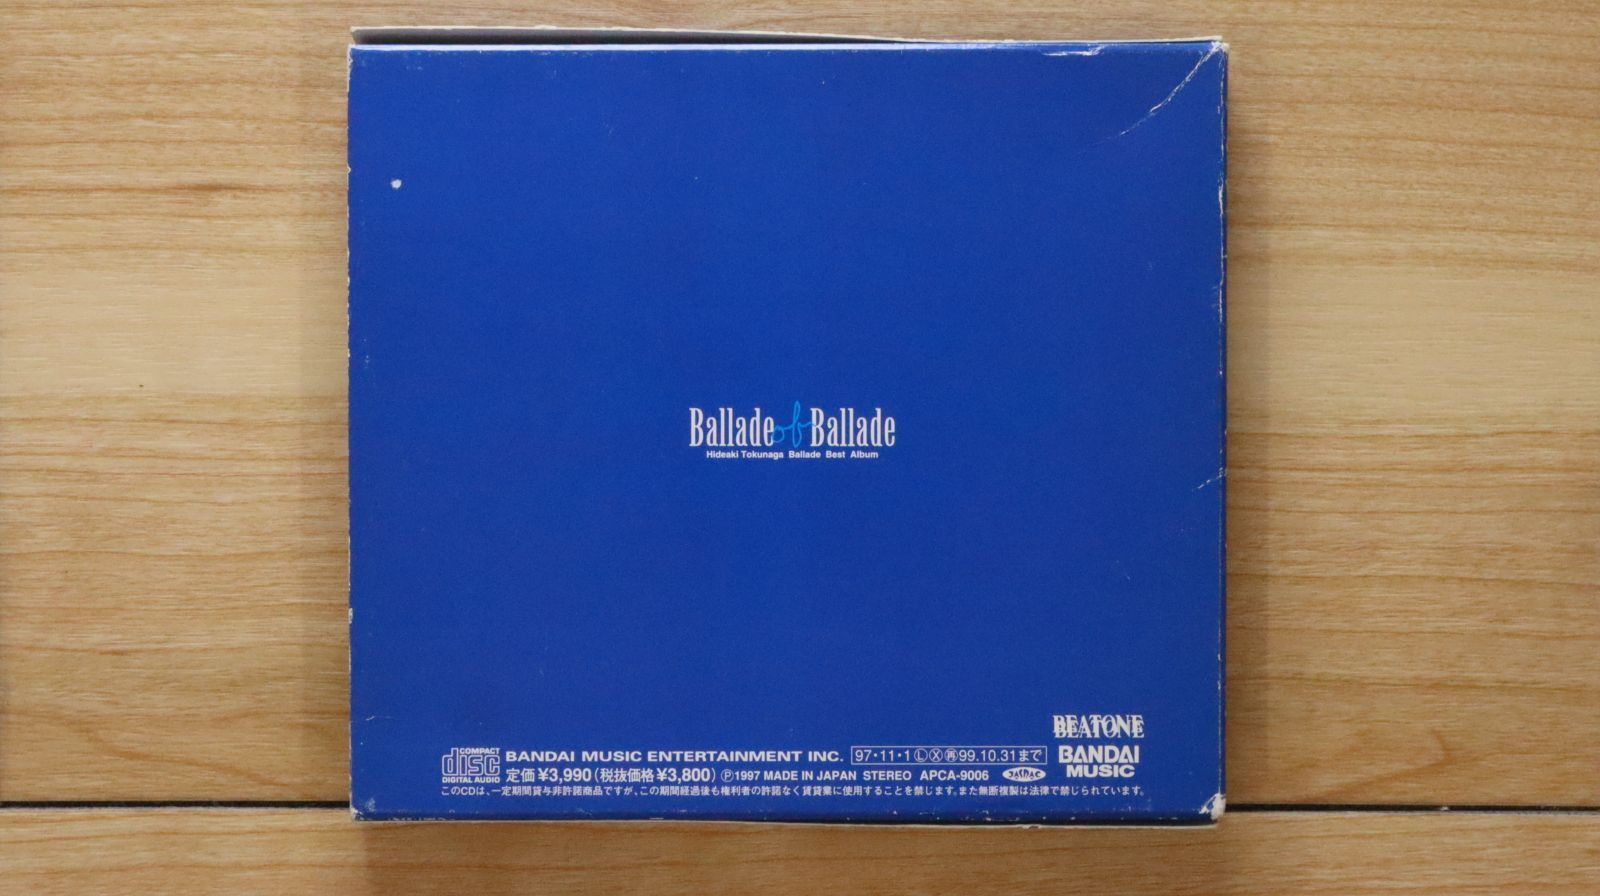 Ballade of Ballade
Hideaki Tokunaga Ballade Best Album
BEATONE
COMPACT
disc
DIGITAL AUDIO
BANDAI MUSIC ENTERTAINMENT INC. 97・11・1 Ⓛ Ⓧ �the再 99.10.31まで
定価¥3,990(税抜価格¥3,800) Ⓟ1997 MADE IN JAPAN STEREO APCA-9006 JASRAC
BANDAI
MUSIC
このCDは、一定期間貸与非許諾商品ですが、この期間経過後も権利者の許諾なく賃貸業に使用することを禁じます。また無断複製は法律で禁じられています。